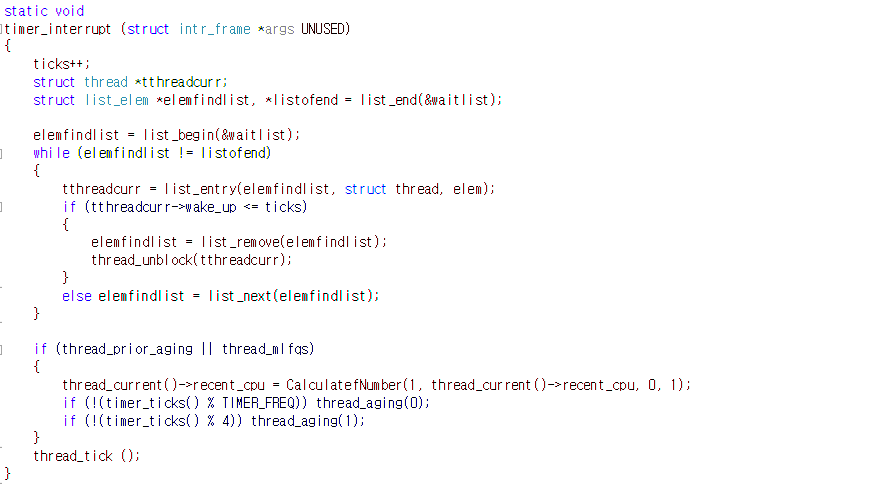 static void
timer_interrupt (struct intr_frame *args UNUSED)
{
    ticks++;
    struct thread *tthreadcurr;
    struct list_elem *elemfindlist, *listofend = list_end(&waitlist);

    elemfindlist = list_begin(&waitlist);
    while (elemfindlist != listofend)
    {
        tthreadcurr = list_entry(elemfindlist, struct thread, elem);
        if (tthreadcurr->wake_up <= ticks)
        {
            elemfindlist = list_remove(elemfindlist);
            thread_unblock(tthreadcurr);
        }
        else elemfindlist = list_next(elemfindlist);
    }

    if (thread_prior_aging || thread_mlfqs)
    {
        thread_current()->recent_cpu = CalculatefNumber(1, thread_current()->recent_cpu, 0, 1);
        if (!(timer_ticks() % TIMER_FREQ)) thread_aging(0);
        if (!(timer_ticks() % 4)) thread_aging(1);
    }
    thread_tick ();
}